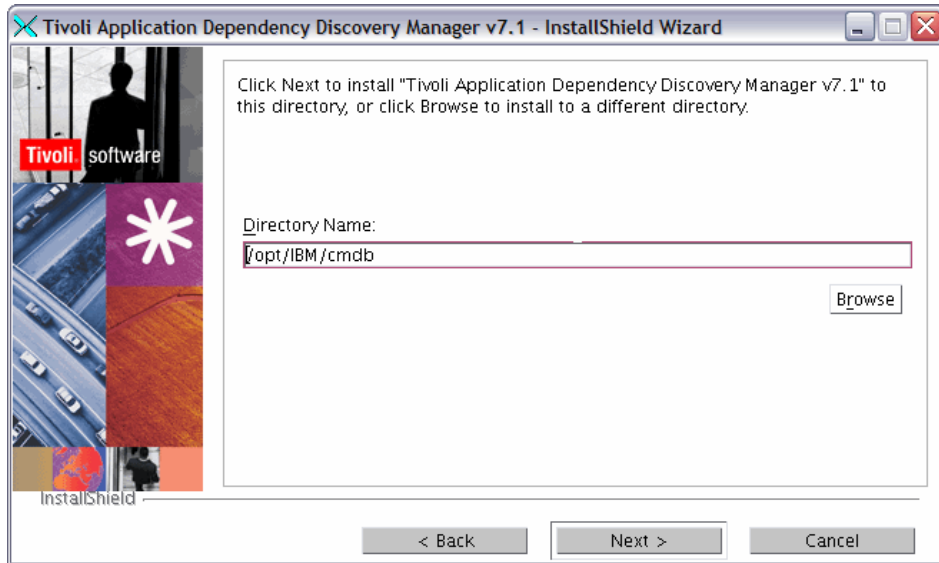 Tivoli Application Dependency Discovery Manager v7.1 - InstallShield Wizard
Click Next to install "Tivoli Application Dependency Discovery Manager v7.1" to
this directory, or click Browse to install to a different directory.
Tivoli. software
Directory Name:
/opt/IBM/cmdb
Browse
InstallShield
< Back
Next >
Cancel